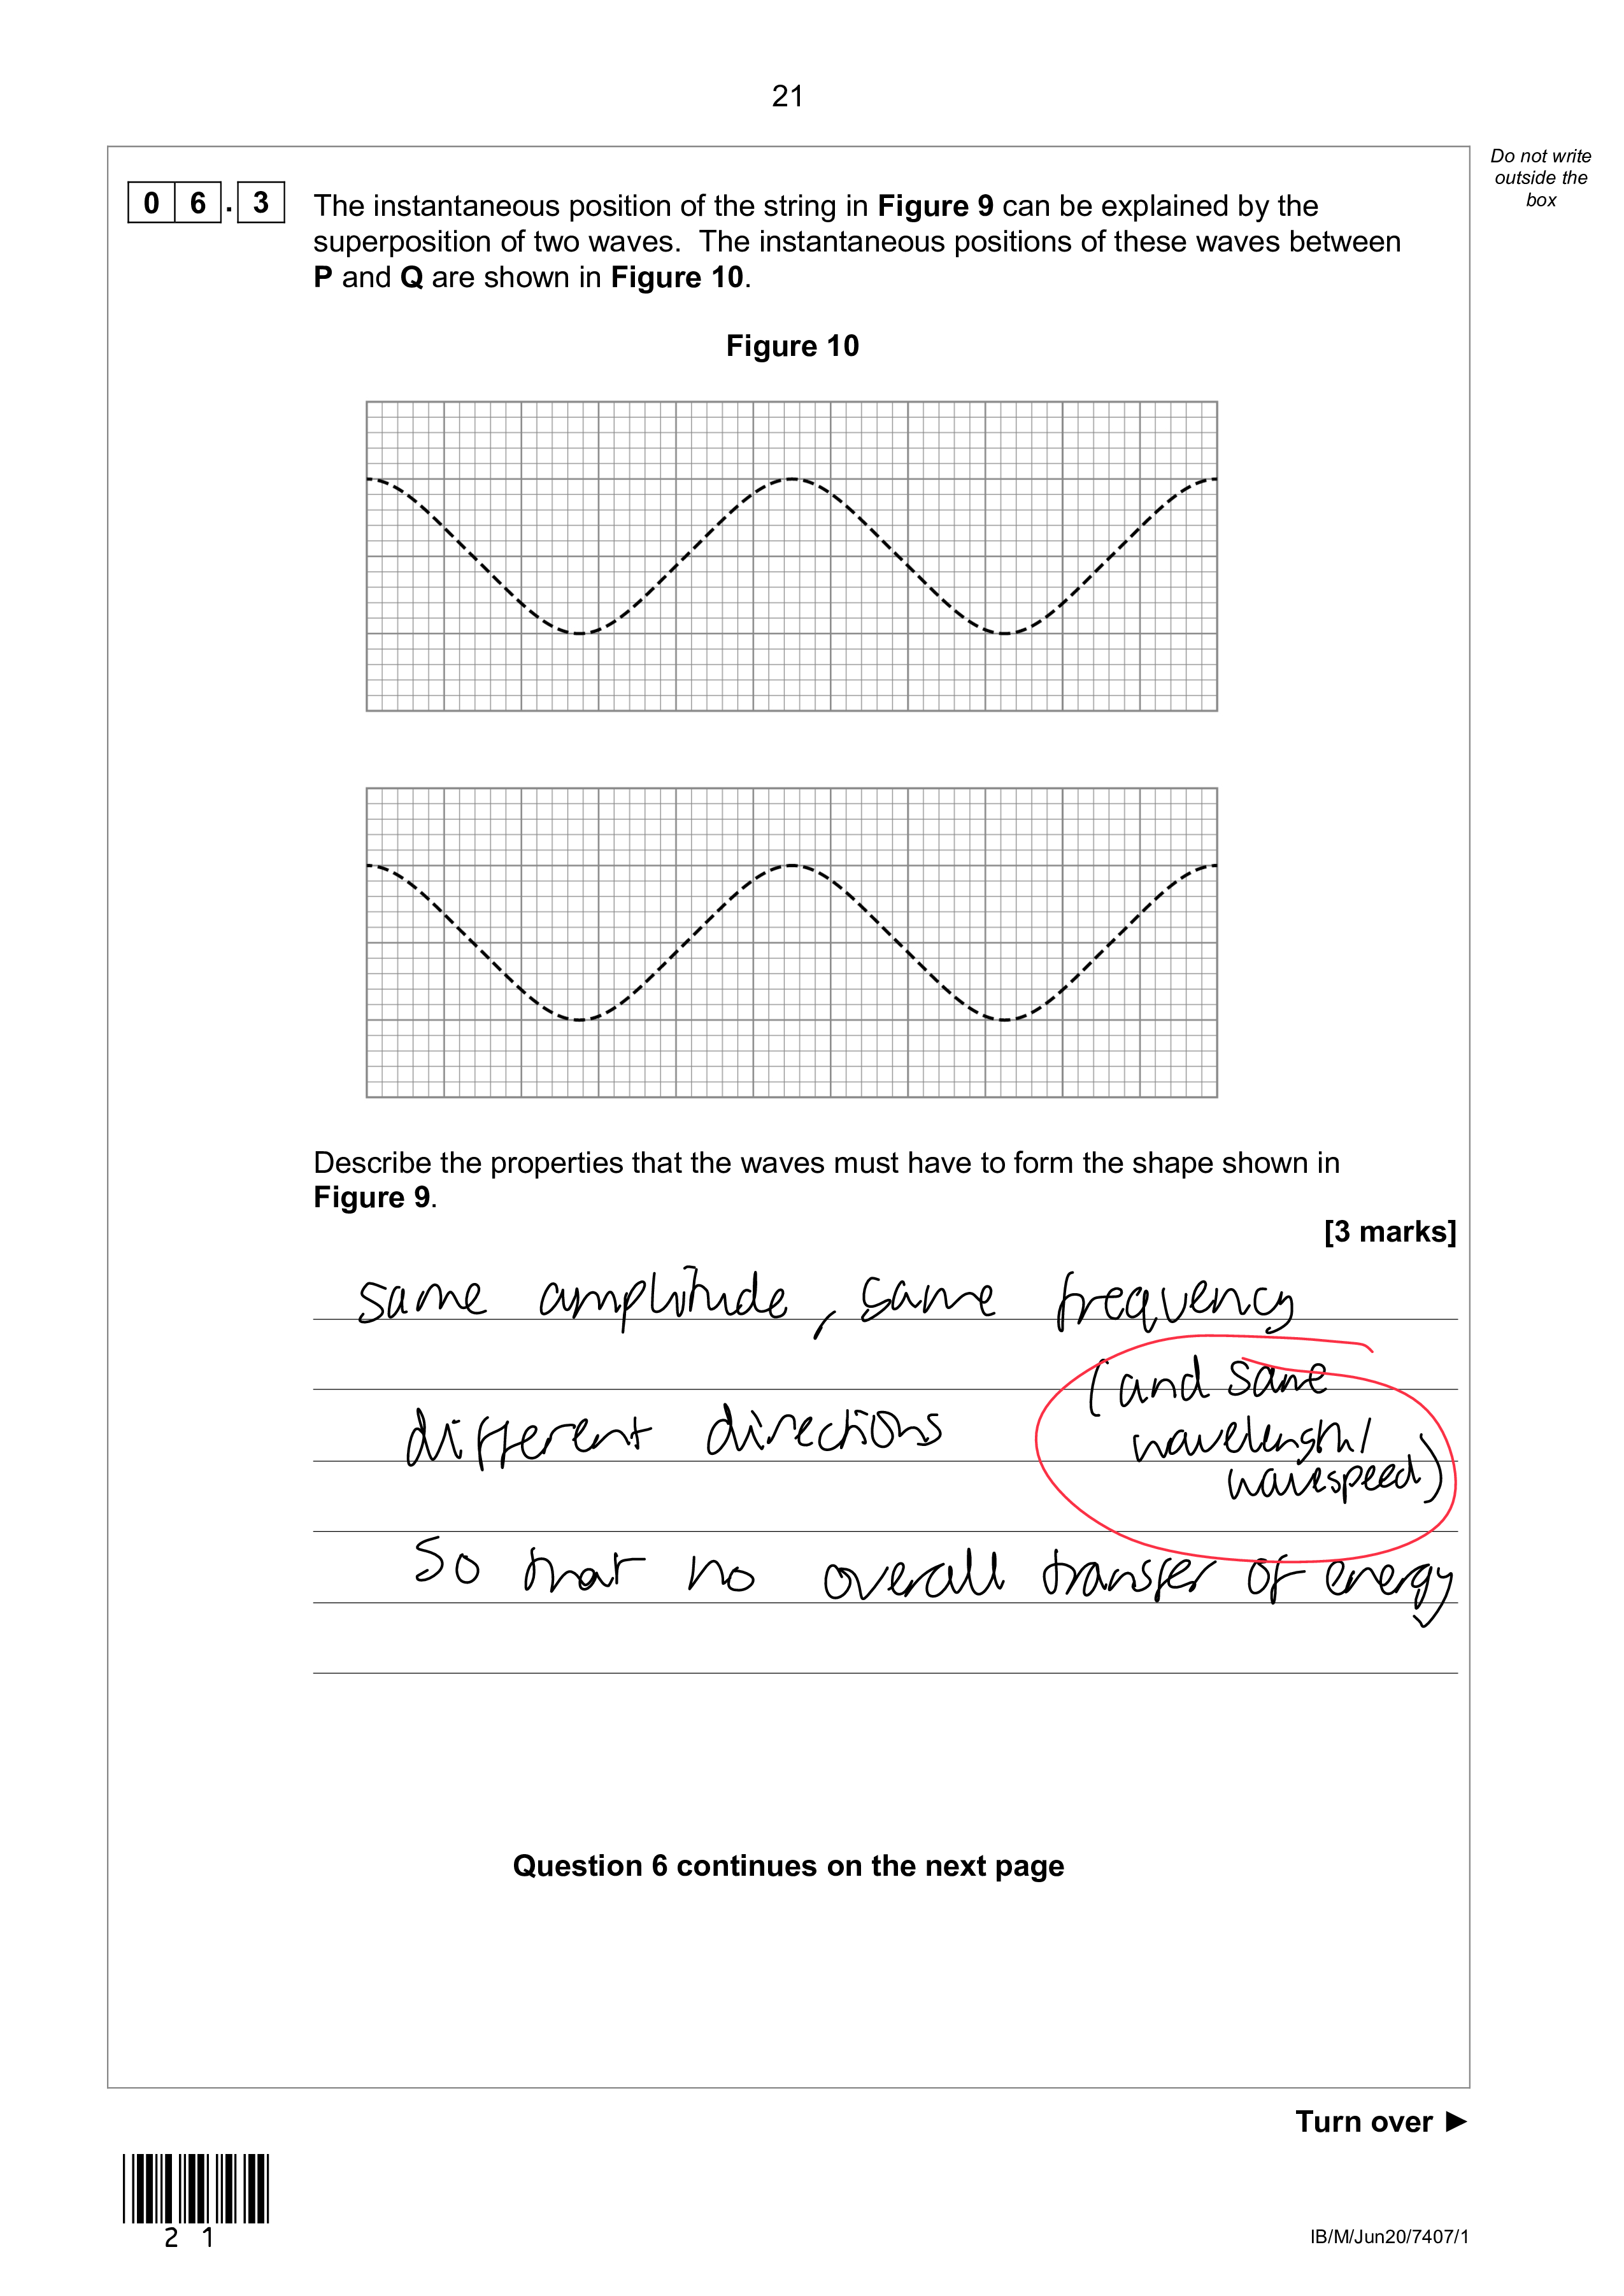 21
Do not write
outside the
box
0 6 . 3 The instantaneous position of the string in Figure 9 can be explained by the
superposition of two waves. The instantaneous positions of these waves between
P and Q are shown in Figure 10.
Figure 10
Describe the properties that the waves must have to form the shape shown in
Figure 9.
[3 marks]
same amplitude, same frequency
(and same
different directions
wavelength/
wavespeed)
So that no overall transfer of energy
Question 6 continues on the next page
Turn over ►
2 1
IB/M/Jun20/7407/1